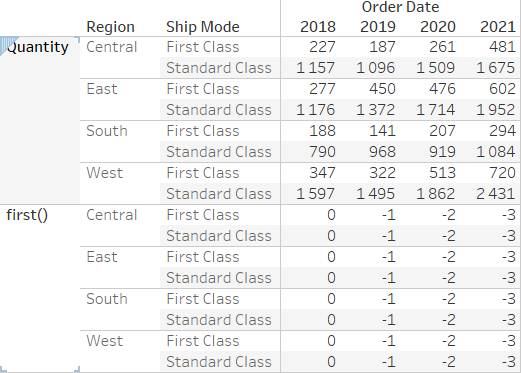 Order Date
Region Ship Mode 2018 2019 2020 2021
Quantity Central First Class 227 187 261 481
Standard Class 1 157 1 096 1 509 1 675
East First Class 277 450 476 602
Standard Class 1 176 1 372 1 714 1 952
South First Class 188 141 207 294
Standard Class 790 968 919 1 084
West First Class 347 322 513 720
Standard Class 1 597 1 495 1 862 2 431
first() Central First Class 0 -1 -2 -3
Standard Class 0 -1 -2 -3
East First Class 0 -1 -2 -3
Standard Class 0 -1 -2 -3
South First Class 0 -1 -2 -3
Standard Class 0 -1 -2 -3
West First Class 0 -1 -2 -3
Standard Class 0 -1 -2 -3